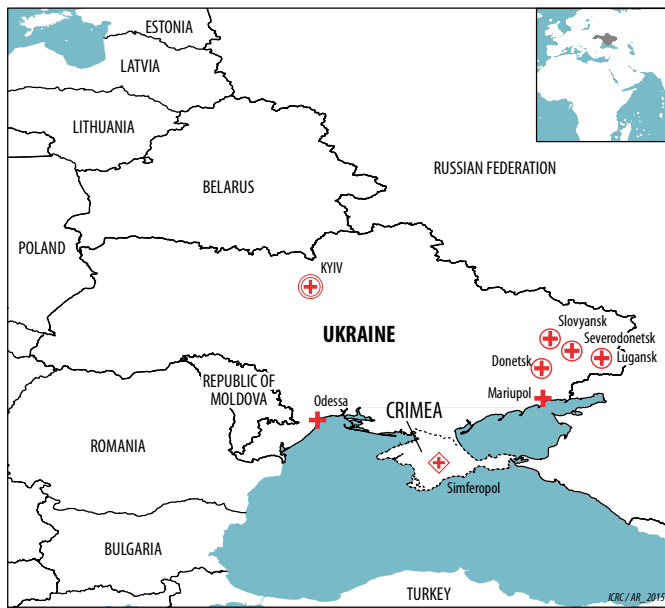 ESTONIA
LATVIA
LITHUANIA
RUSSIAN FEDERATION
BELARUS
POLAND
KYIV
Slovyansk
UKRAINE
Severodonetsk
Donetsk
Lugansk
REPUBLIC OF
MOLDOVA
Mariupol
Odessa
CRIMEA
ROMANIA
Simferopol
BULGARIA
TURKEY
ICRC / AR_2015